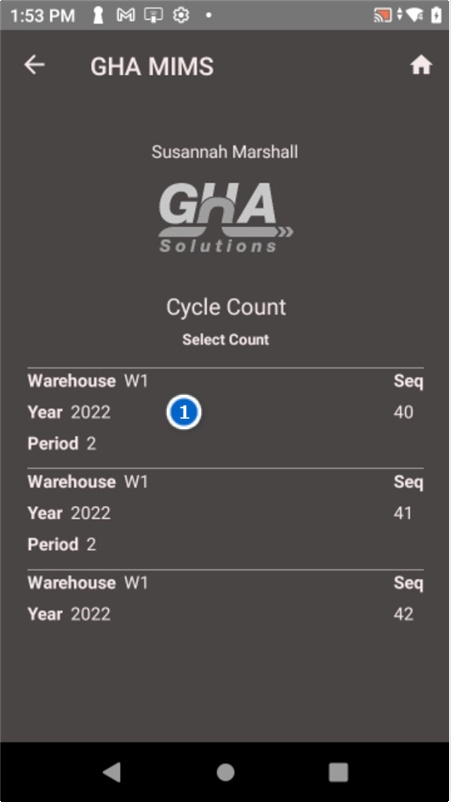 1:53 PM
GHA MIMS
Susannah Marshall
GHA
Solutions
Cycle Count
Select Count
Warehouse W1 Seq
Year 2022 1 40
Period 2
Warehouse W1 Seq
Year 2022 41
Period 2
Warehouse W1 Seq
Year 2022 42